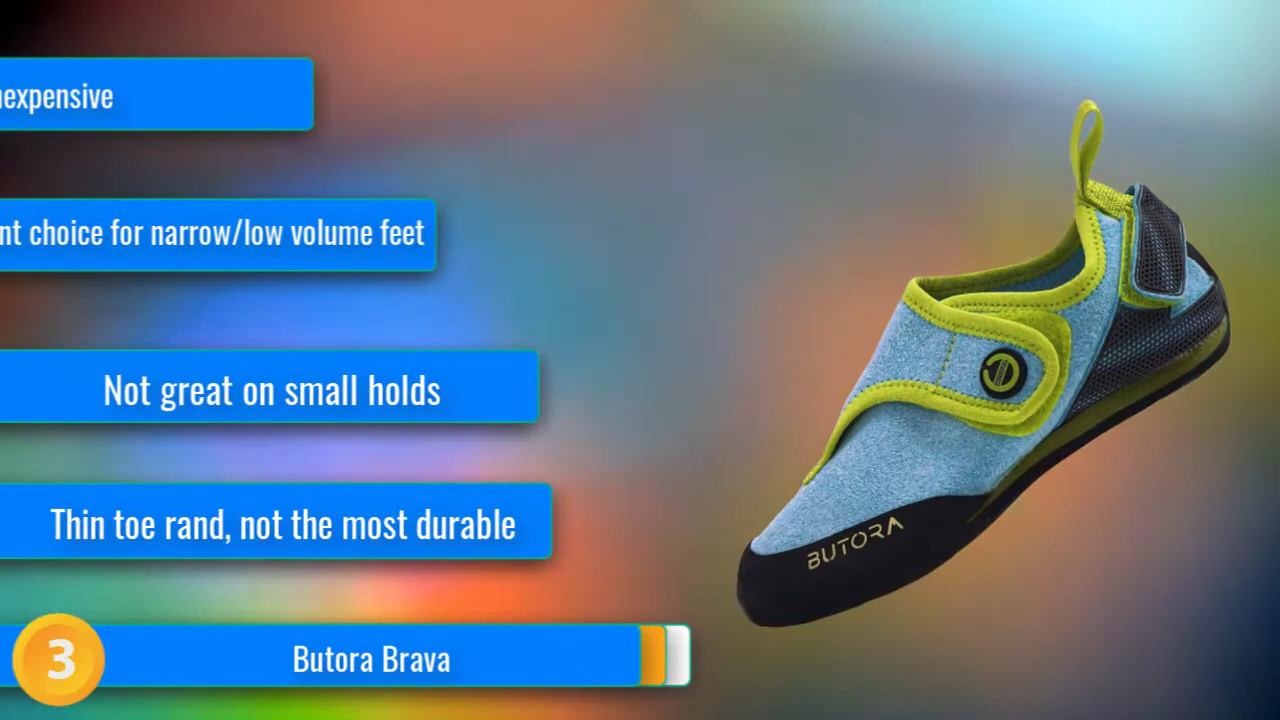 nexpensive
nt choice for narrow/low volume feet
Not great on small holds
Thin toe rand, not the most durable
3
Butora Brava
BUTORA